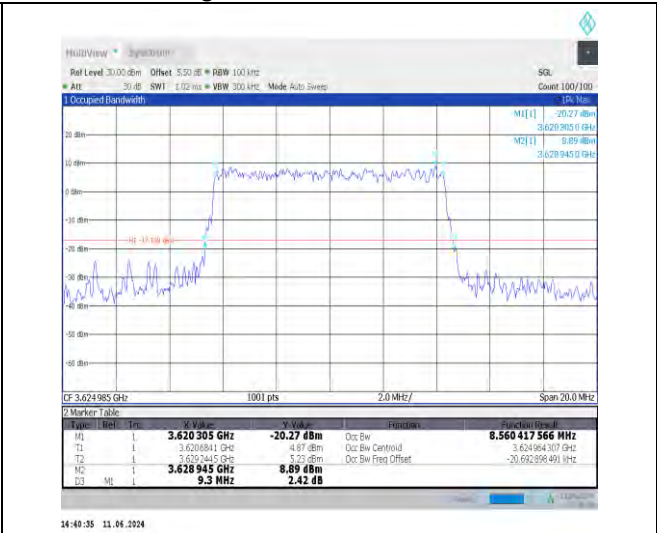 MultiView Spectrum
Ref Level 30.00 dBm Offset 5.50 dB RBW 100 kHz SGL
Att 30 dB SWT 1.02 ms VBW 300 kHz Mode Auto Sweep Count 100/100
1 Occupied Bandwidth 1Pk Max
M1[1] -20.27 dBm
3.620 305 0 GHz
M2[1] 8.89 dBm
3.628 945 0 GHz
20 dBm
10 dBm
0 dBm
-10 dBm
-20 dBm
-30 dBm
-40 dBm
-50 dBm
-60 dBm
CF 3.624 985 GHz 1001 pts 2.0 MHz/ Span 20.0 MHz
2 Marker Table
Type Ref Trc X-Value Y-Value Function Function Result
M1 1 3.620 305 GHz -20.27 dBm Occ Bw 8.560 417 566 MHz
T1 1 3.6206841 GHz 4.87 dBm Occ Bw Centroid 3.624 964 307 GHz
T2 1 3.6292445 GHz 5.23 dBm Occ Bw Freq Offset -20.692 898 491 kHz
M2 1 3.628 945 GHz 8.89 dBm
D3 M1 1 9.3 MHz 2.42 dB
14:40:35 11.06.2024